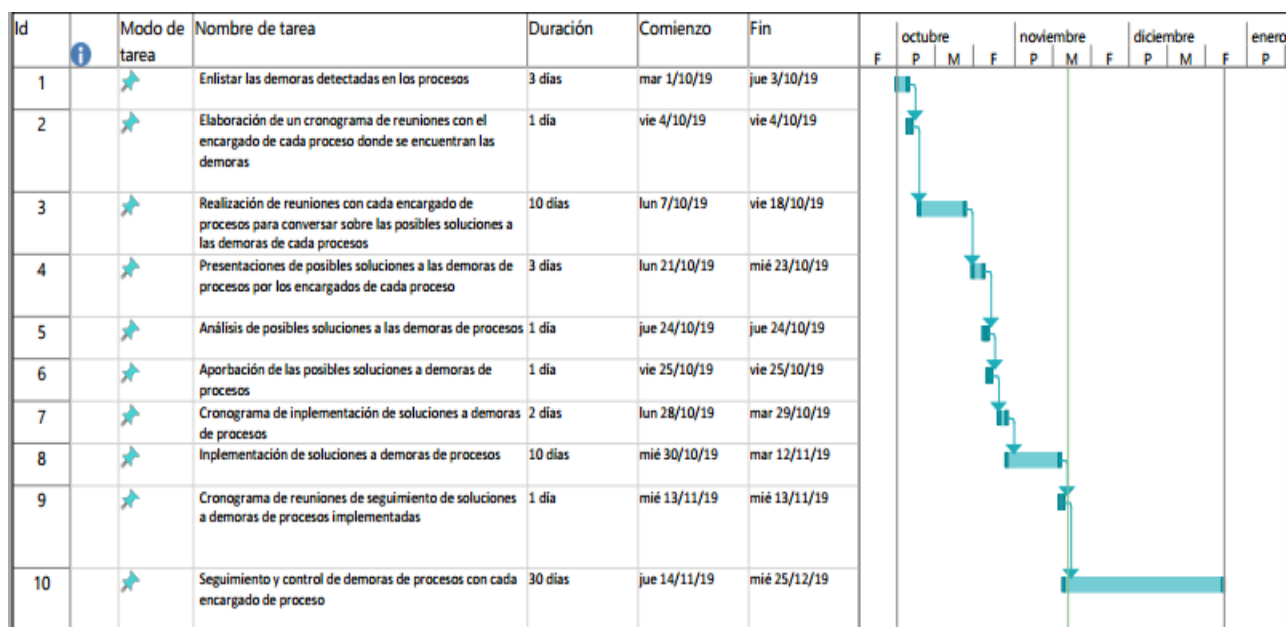 Id Modo de tarea Nombre de tarea Duración Comienzo Fin
octubre noviembre diciembre enero
F P M F P M F P M F P
1 Enlistar las demoras detectadas en los procesos 3 días mar 1/10/19 jue 3/10/19
2 Elaboración de un cronograma de reuniones con el 1 día vie 4/10/19 vie 4/10/19
encargado de cada proceso donde se encuentran las
demoras
3 Realización de reuniones con cada encargado de 10 días lun 7/10/19 vie 18/10/19
procesos para conversar sobre las posibles soluciones a
las demoras de cada procesos
4 Presentaciones de posibles soluciones a las demoras de 3 días lun 21/10/19 mié 23/10/19
procesos por los encargados de cada proceso
5 Análisis de posibles soluciones a las demoras de procesos 1 día jue 24/10/19 jue 24/10/19
6 Aporbación de las posibles soluciones a demoras de 1 día vie 25/10/19 vie 25/10/19
procesos
7 Cronograma de inplementación de soluciones a demoras 2 días lun 28/10/19 mar 29/10/19
de procesos
8 Inplementación de soluciones a demoras de procesos 10 días mié 30/10/19 mar 12/11/19
9 Cronograma de reuniones de seguimiento de soluciones 1 día mié 13/11/19 mié 13/11/19
a demoras de procesos implementadas
10 Seguimiento y control de demoras de procesos con cada 30 días jue 14/11/19 mié 25/12/19
encargado de proceso